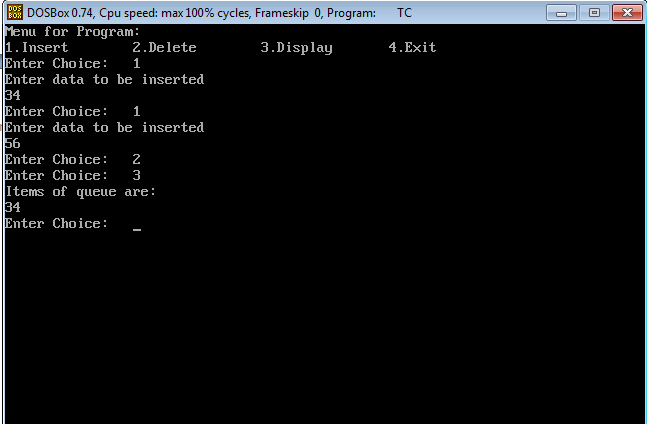 DOSBox 0.74, Cpu speed: max 100% cycles, Frameskip 0, Program: TC
Menu for Program:
1.Insert 2.Delete 3.Display 4.Exit
Enter Choice: 1
Enter data to be inserted
34
Enter Choice: 1
Enter data to be inserted
56
Enter Choice: 2
Enter Choice: 3
Items of queue are:
34
Enter Choice: _